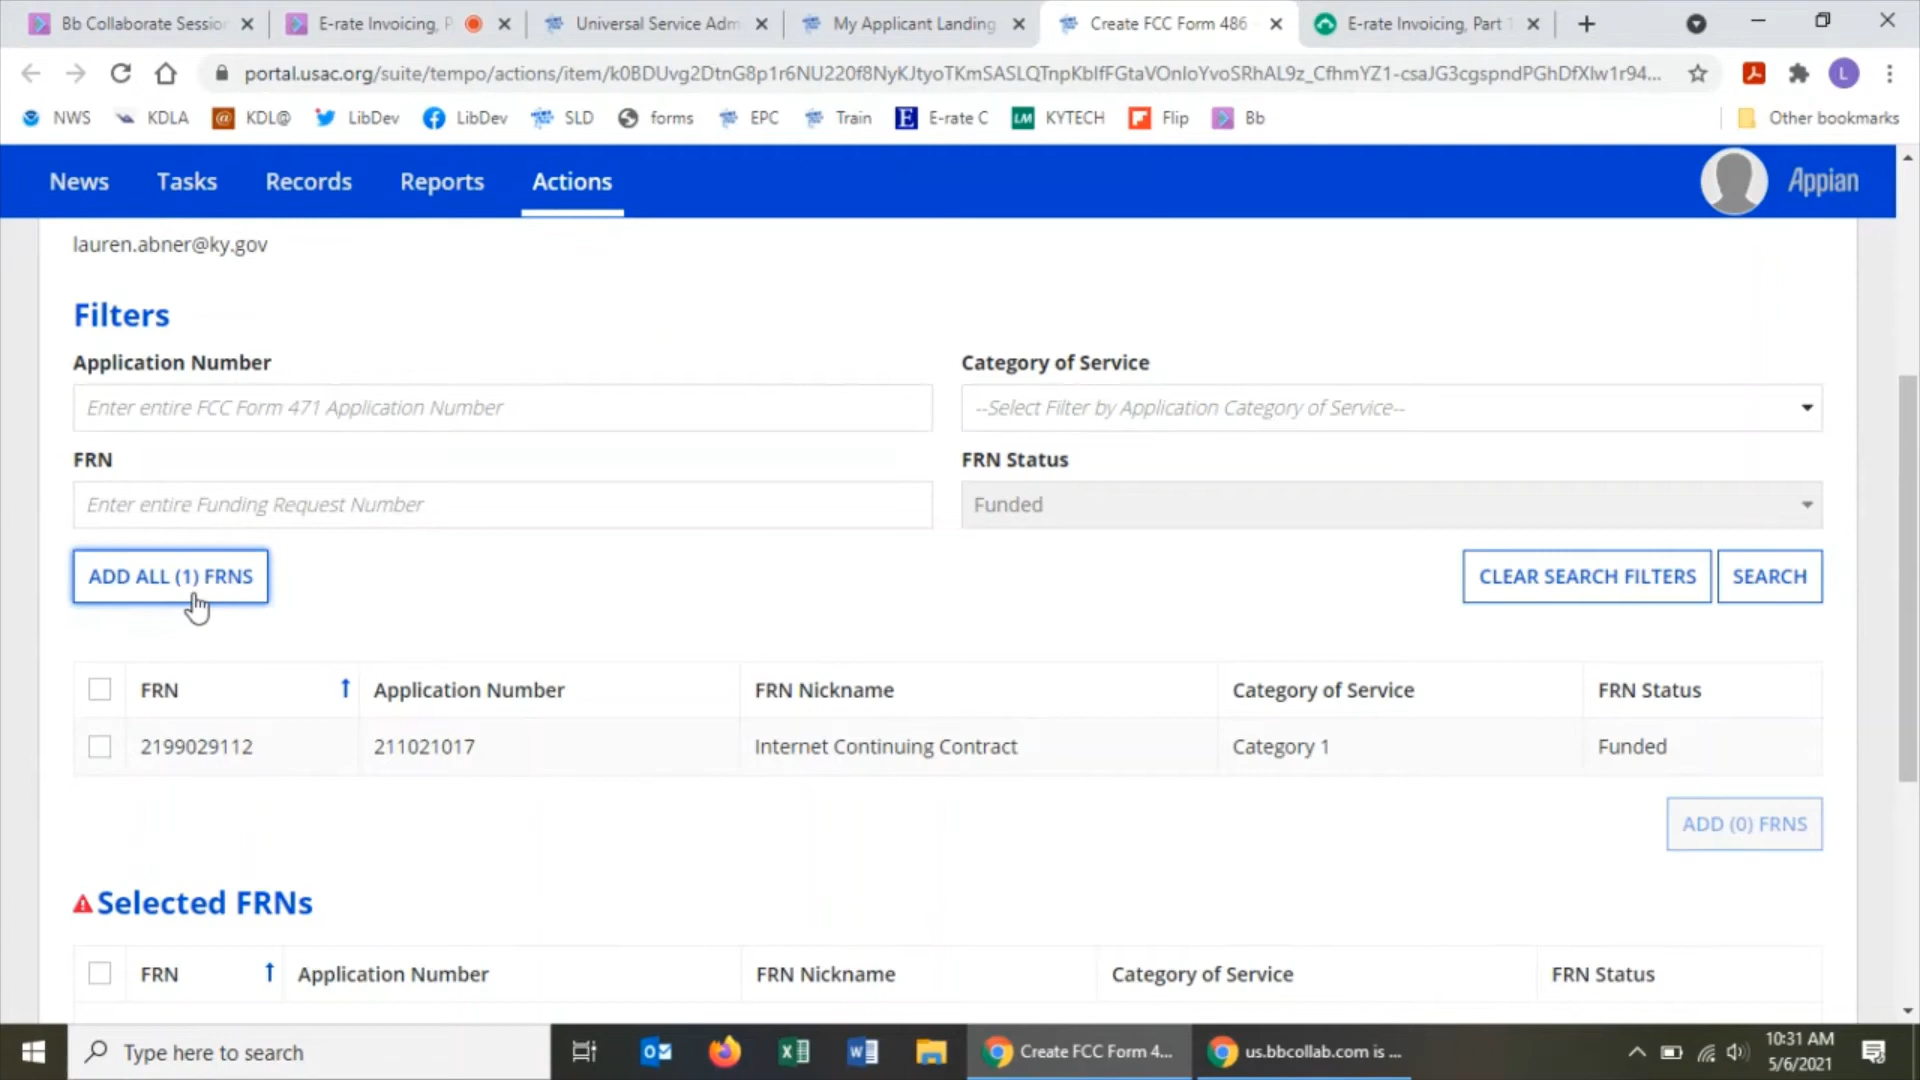 Bb Collaborate Session
E-rate Invoicing, P
Universal Service Adm
My Applicant Landing
Create FCC Form 486
E-rate Invoicing, Part 1
portal.usac.org/suite/tempo/actions/item/k0BDUvg2DtnG8p1r6NU220f8NyKJtyoTKmSASLQTnpKblfFGtaVOnIoYvoSRhAL9z_CfhmYZ1-csaJG3cgspndPGhDfXlw1r94...
L
NWS
KDLA
KDL@
LibDev
LibDev
SLD
forms
EPC
Train
E-rate C
KYTECH
Flip
Bb
Other bookmarks
News
Tasks
Records
Reports
Actions
Appian
lauren.abner@ky.gov
Filters
Application Number
Category of Service
Enter entire FCC Form 471 Application Number
--Select Filter by Application Category of Service--
FRN
FRN Status
Enter entire Funding Request Number
Funded
ADD ALL (1) FRNS
CLEAR SEARCH FILTERS
SEARCH
FRN
Application Number
FRN Nickname
Category of Service
FRN Status
2199029112
211021017
Internet Continuing Contract
Category 1
Funded
ADD (0) FRNS
Selected FRNs
FRN
Application Number
FRN Nickname
Category of Service
FRN Status
Type here to search
Create FCC Form 4...
us.bbcollab.com is ...
10:31 AM
5/6/2021